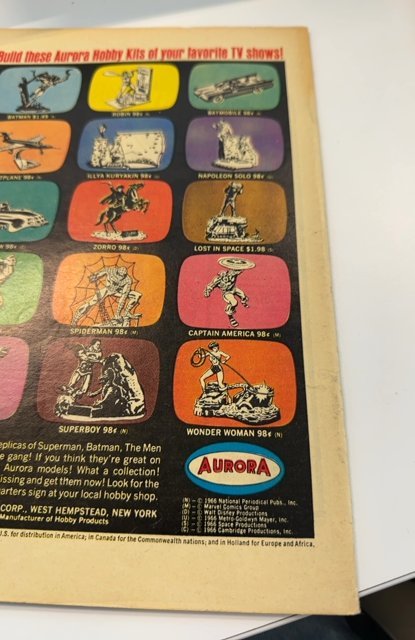 Build these Aurora Hobby Kits of your favorite TV shows!
BATMAN $1.49
ROBIN 98¢
BATMOBILE 98¢
TPLANE 98¢
ILLYA KURYAKIN 98¢
NAPOLEON SOLO 98¢
W 98¢
ZORRO 98¢
LOST IN SPACE $1.98
SPIDERMAN 98¢ (M)
CAPTAIN AMERICA 98¢ (M)
SUPERBOY 98¢ (N)
WONDER WOMAN 98¢ (N)
eplicas of Superman, Batman, The Men
e gang! If you think they're great on
Aurora models! What a collection!
issing and get them now! Look for the
arters sign at your local hobby shop.
CORP., WEST HEMPSTEAD, NEW YORK
Manufacturer of Hobby Products
AURORA
(N) — © 1966 National Periodical Pubs., Inc.
(M) — © Marvel Comics Group
(D) — © Walt Disney Productions
(U) — © 1966 Metro-Goldwyn Mayer, Inc.
(S) — © 1966 Space Productions
(C) — © 1966 Cambridge Productions, Inc.
U.S. for distribution in America; in Canada for the Commonwealth nations; and in Holland for Europe and Africa.